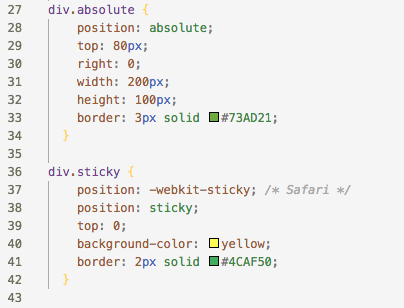 27 div.absolute {
28     position: absolute;
29     top: 80px;
30     right: 0;
31     width: 200px;
32     height: 100px;
33     border: 3px solid #73AD21;
34   }
35
36 div.sticky {
37     position: -webkit-sticky; /* Safari */
38     position: sticky;
39     top: 0;
40     background-color: yellow;
41     border: 2px solid #4CAF50;
42   }
43